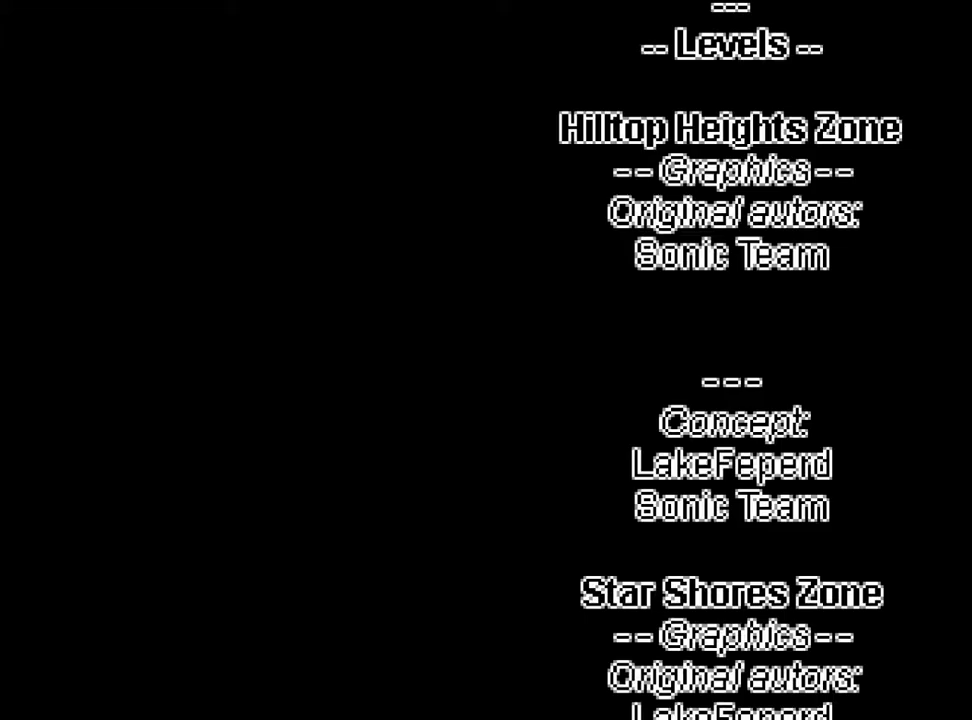 ---
-- Levels --
Hilltop Heights Zone
-- Graphics --
Original autors:
Sonic Team
---
Concept:
LakeFeperd
Sonic Team
Star Shores Zone
-- Graphics --
Original autors:
LakeFeperd